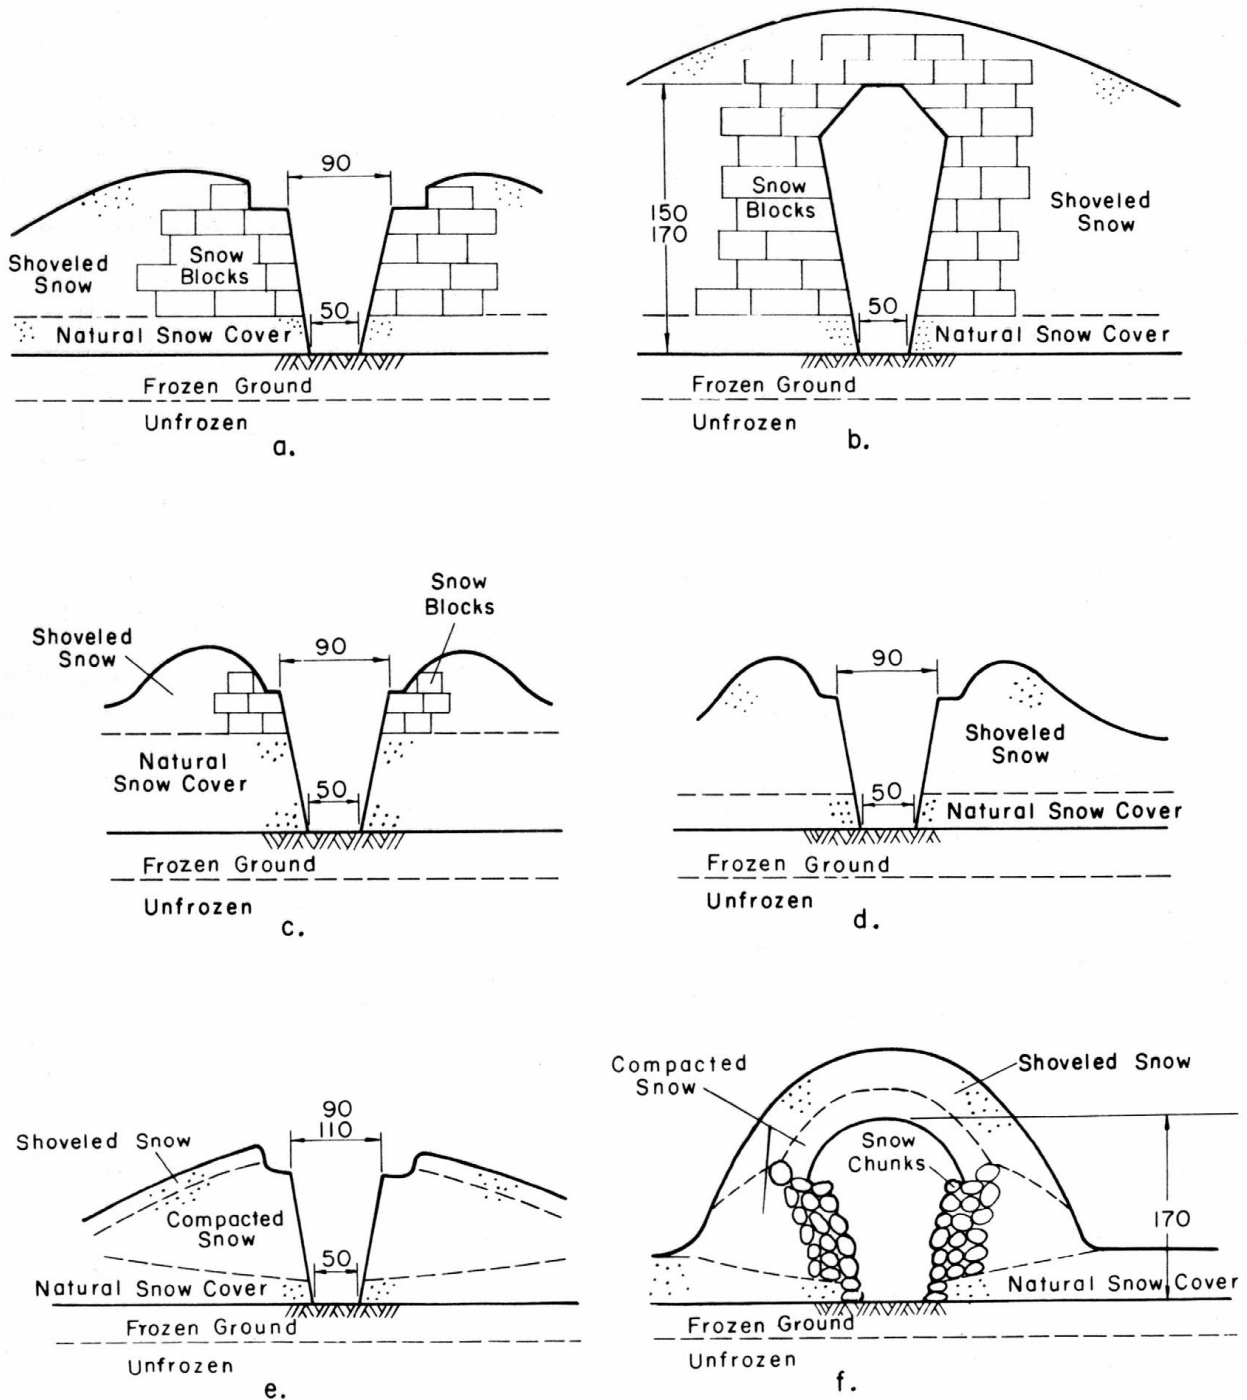 90
Shoveled
Snow
Snow
Blocks
50
Natural Snow Cover
Frozen Ground
Unfrozen
a.
150
170
Snow
Blocks
Shoveled
Snow
50
Natural Snow Cover
Frozen Ground
Unfrozen
b.
Snow
Blocks
Shoveled
Snow
90
Natural
Snow Cover
50
Frozen Ground
Unfrozen
c.
90
Shoveled
Snow
50
Natural Snow Cover
Frozen Ground
Unfrozen
d.
90
110
Shoveled Snow
Compacted
Snow
50
Natural Snow Cover
Frozen Ground
Unfrozen
e.
Compacted
Snow
Shoveled Snow
Snow
Chunks
170
Natural Snow Cover
Frozen Ground
Unfrozen
f.